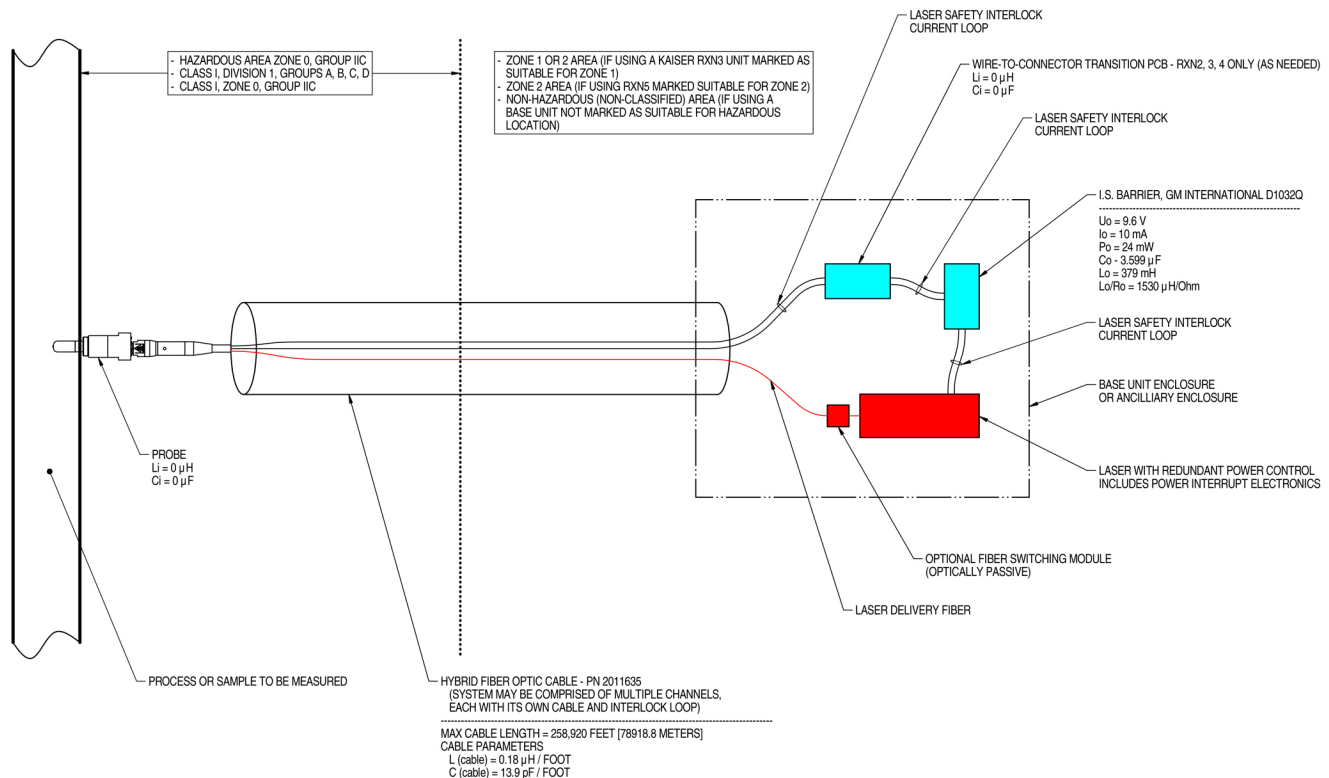 LASER SAFETY INTERLOCK
CURRENT LOOP
- HAZARDOUS AREA ZONE 0, GROUP IIC
- CLASS I, DIVISION 1, GROUPS A, B, C, D
- CLASS I, ZONE 0, GROUP IIC
- ZONE 1 OR 2 AREA (IF USING A KAISER RXN3 UNIT MARKED AS
SUITABLE FOR ZONE 1)
- ZONE 2 AREA (IF USING RXN5 MARKED SUITABLE FOR ZONE 2)
- NON-HAZARDOUS (NON-CLASSIFIED) AREA (IF USING A
BASE UNIT NOT MARKED AS SUITABLE FOR HAZARDOUS
LOCATION)
WIRE-TO-CONNECTOR TRANSITION PCB - RXN2, 3, 4 ONLY (AS NEEDED)
Li = 0 µH
Ci = 0 µF
LASER SAFETY INTERLOCK
CURRENT LOOP
I.S. BARRIER, GM INTERNATIONAL D1032Q
Uo = 9.6 V
Io = 10 mA
Po = 24 mW
Co - 3.599 µF
Lo = 379 mH
Lo/Ro = 1530 µH/Ohm
LASER SAFETY INTERLOCK
CURRENT LOOP
BASE UNIT ENCLOSURE
OR ANCILLIARY ENCLOSURE
PROBE
Li = 0 µH
Ci = 0 µF
LASER WITH REDUNDANT POWER CONTROL
INCLUDES POWER INTERRUPT ELECTRONICS
OPTIONAL FIBER SWITCHING MODULE
(OPTICALLY PASSIVE)
LASER DELIVERY FIBER
PROCESS OR SAMPLE TO BE MEASURED
HYBRID FIBER OPTIC CABLE - PN 2011635
(SYSTEM MAY BE COMPRISED OF MULTIPLE CHANNELS,
EACH WITH ITS OWN CABLE AND INTERLOCK LOOP)
MAX CABLE LENGTH = 258,920 FEET [78918.8 METERS]
CABLE PARAMETERS
L (cable) = 0.18 µH / FOOT
C (cable) = 13.9 pF / FOOT